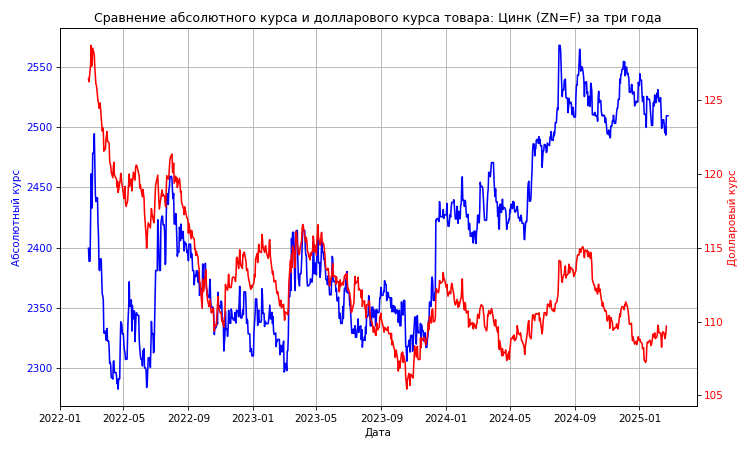 Сравнение абсолютного курса и долларового курса товара: Цинк (ZN=F) за три года
Абсолютный курс
2550
2500
2450
2400
2350
2300
125
120
115
110
105
Долларовый курс
2022-01 2022-05 2022-09 2023-01 2023-05 2023-09 2024-01 2024-05 2024-09 2025-01
Дата